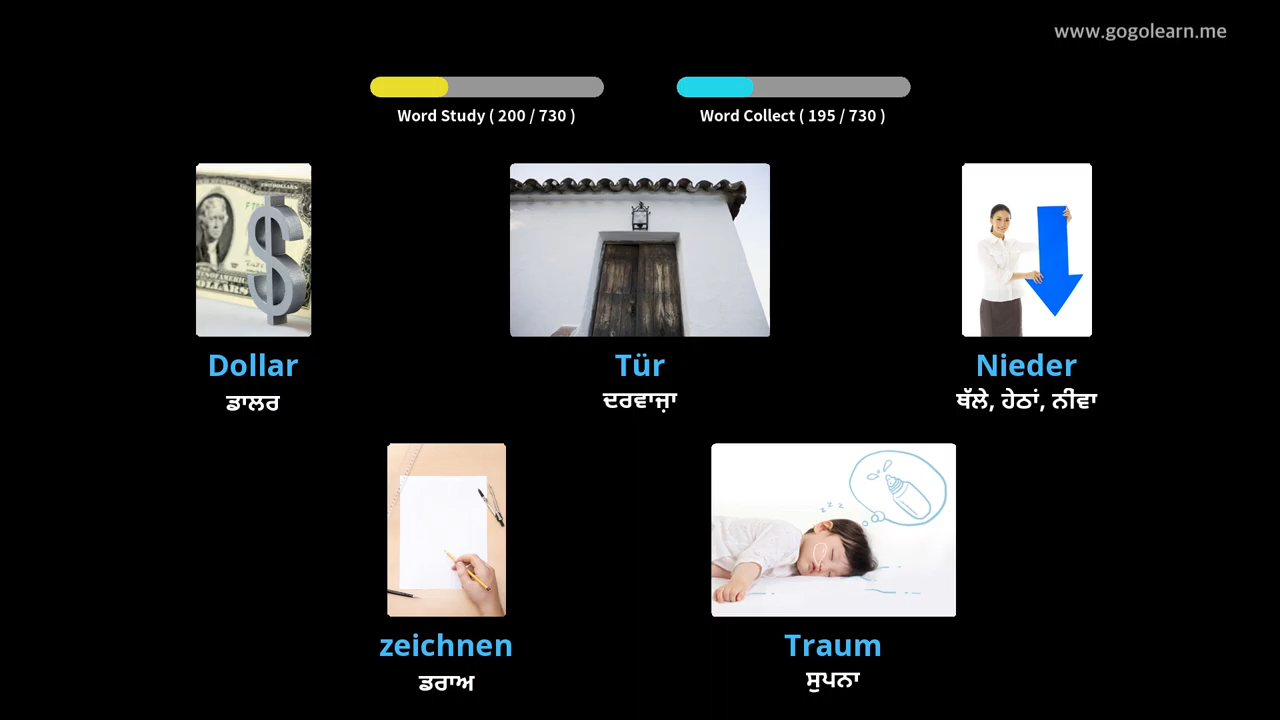 www.gogolearn.me
Word Study ( 200 / 730 )
Word Collect ( 195 / 730 )
Dollar
ਡਾਲਰ
Tür
ਦਰਵਾਜ਼ਾ
Nieder
ਥੱਲੇ, ਹੇਠਾਂ, ਨੀਵਾ
zeichnen
ਡਰਾਅ
Traum
ਸੁਪਨਾ